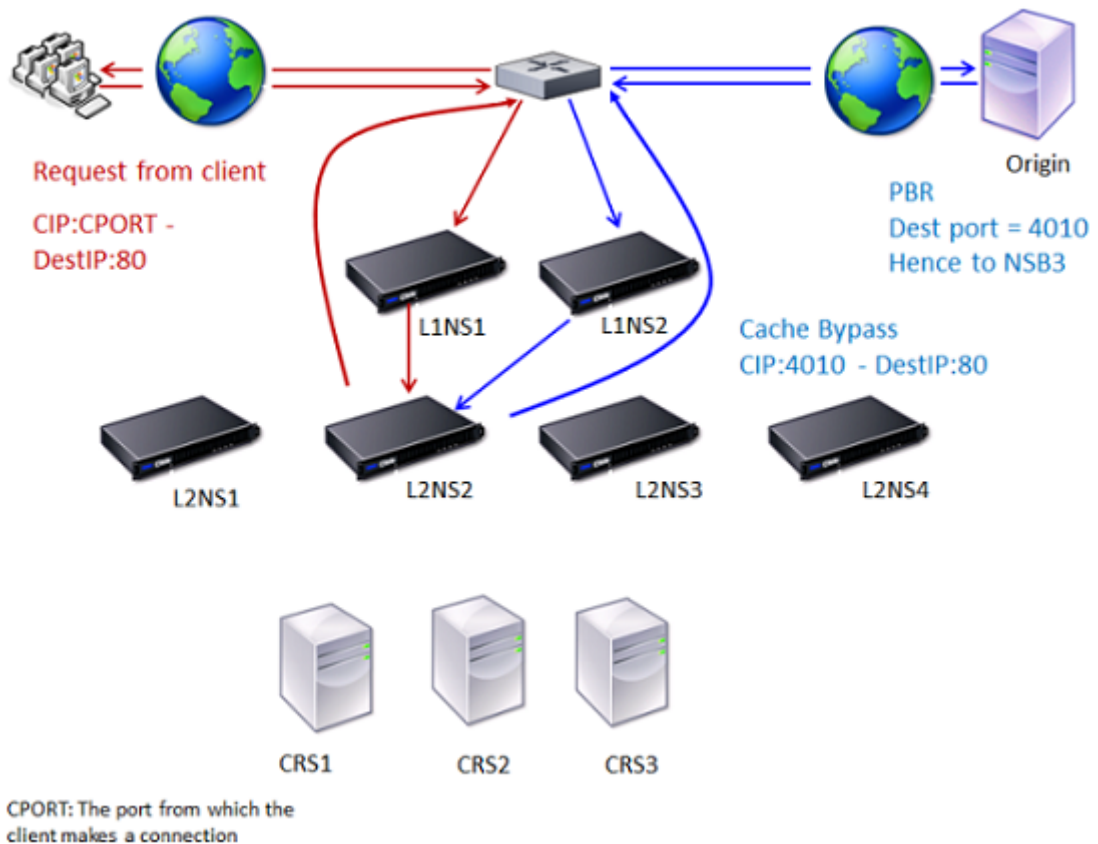 Request from client
CIP:CPORT -
DestIP:80
Origin
PBR
Dest port = 4010
Hence to NSB3
L1NS1
L1NS2
Cache Bypass
CIP:4010 - DestIP:80
L2NS1
L2NS2
L2NS3
L2NS4
CRS1
CRS2
CRS3
CPORT: The port from which the
client makes a connection